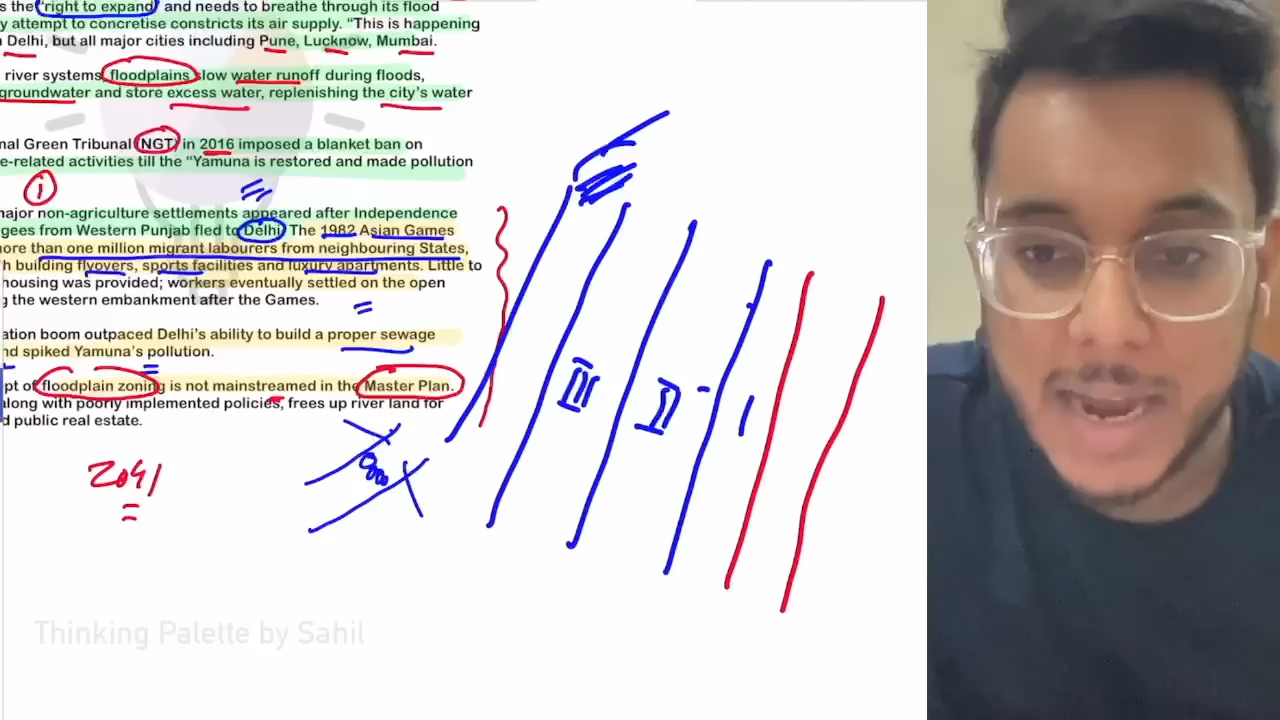 s the "right to expand" and needs to breathe through its flood
y attempt to concretise constricts its air supply. "This is happening
n Delhi, but all major cities including Pune, Lucknow, Mumbai.
river systems, floodplains slow water runoff during floods,
groundwater and store excess water, replenishing the city's water
nal Green Tribunal (NGT) in 2016 imposed a blanket ban on
e-related activities till the "Yamuna is restored and made pollution
1
major non-agriculture settlements appeared after Independence
gees from Western Punjab fled to Delhi. The 1982 Asian Games
more than one million migrant labourers from neighbouring States,
h building flyovers, sports facilities and luxury apartments. Little to
housing was provided; workers eventually settled on the open
g the western embankment after the Games.
ation boom outpaced Delhi's ability to build a proper sewage
nd spiked Yamuna's pollution.
pt of floodplain zoning is not mainstreamed in the Master Plan.
along with poorly implemented policies, frees up river land for
d public real estate.
III II I
2041
Thinking Palette by Sahil